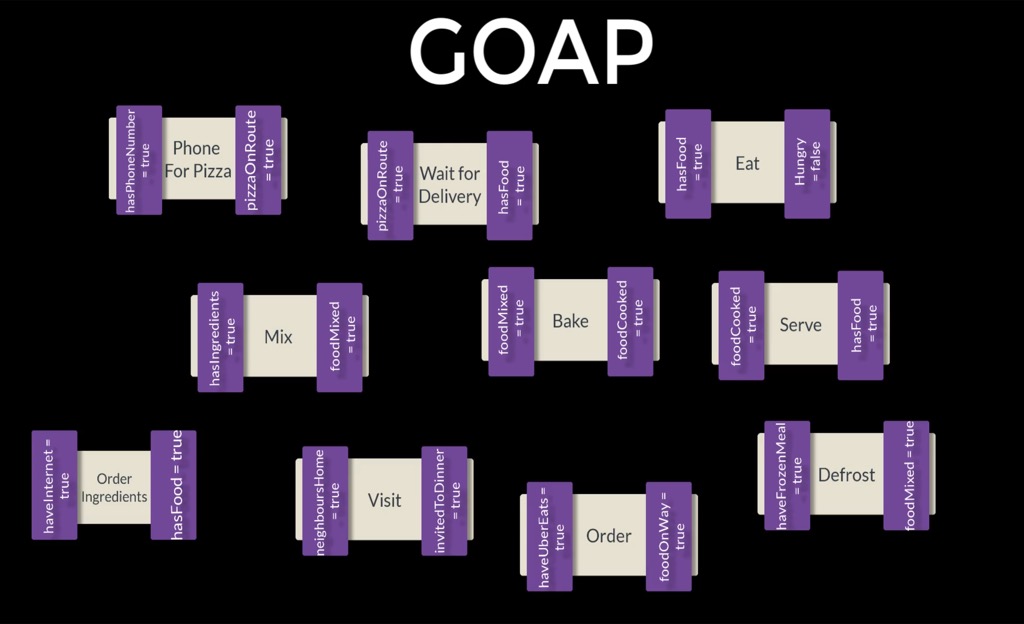 GOAP
hasPhoneNumber
= true
Phone
For Pizza
pizzaOnRoute
= true
pizzaOnRoute
= true
Wait for
Delivery
hasFood
= true
hasFood
= true
Eat
Hungry
= false
hasIngredients
= true
Mix
foodMixed
= true
foodMixed
= true
Bake
foodCooked
= true
foodCooked
= true
Serve
hasFood
= true
haveInternet =
true
Order
Ingredients
hasFood = true
neighboursHome
= true
Visit
invitedToDinner
= true
haveUberEats =
true
Order
foodOnWay =
true
haveFrozenMeal
= true
Defrost
foodMixed = true